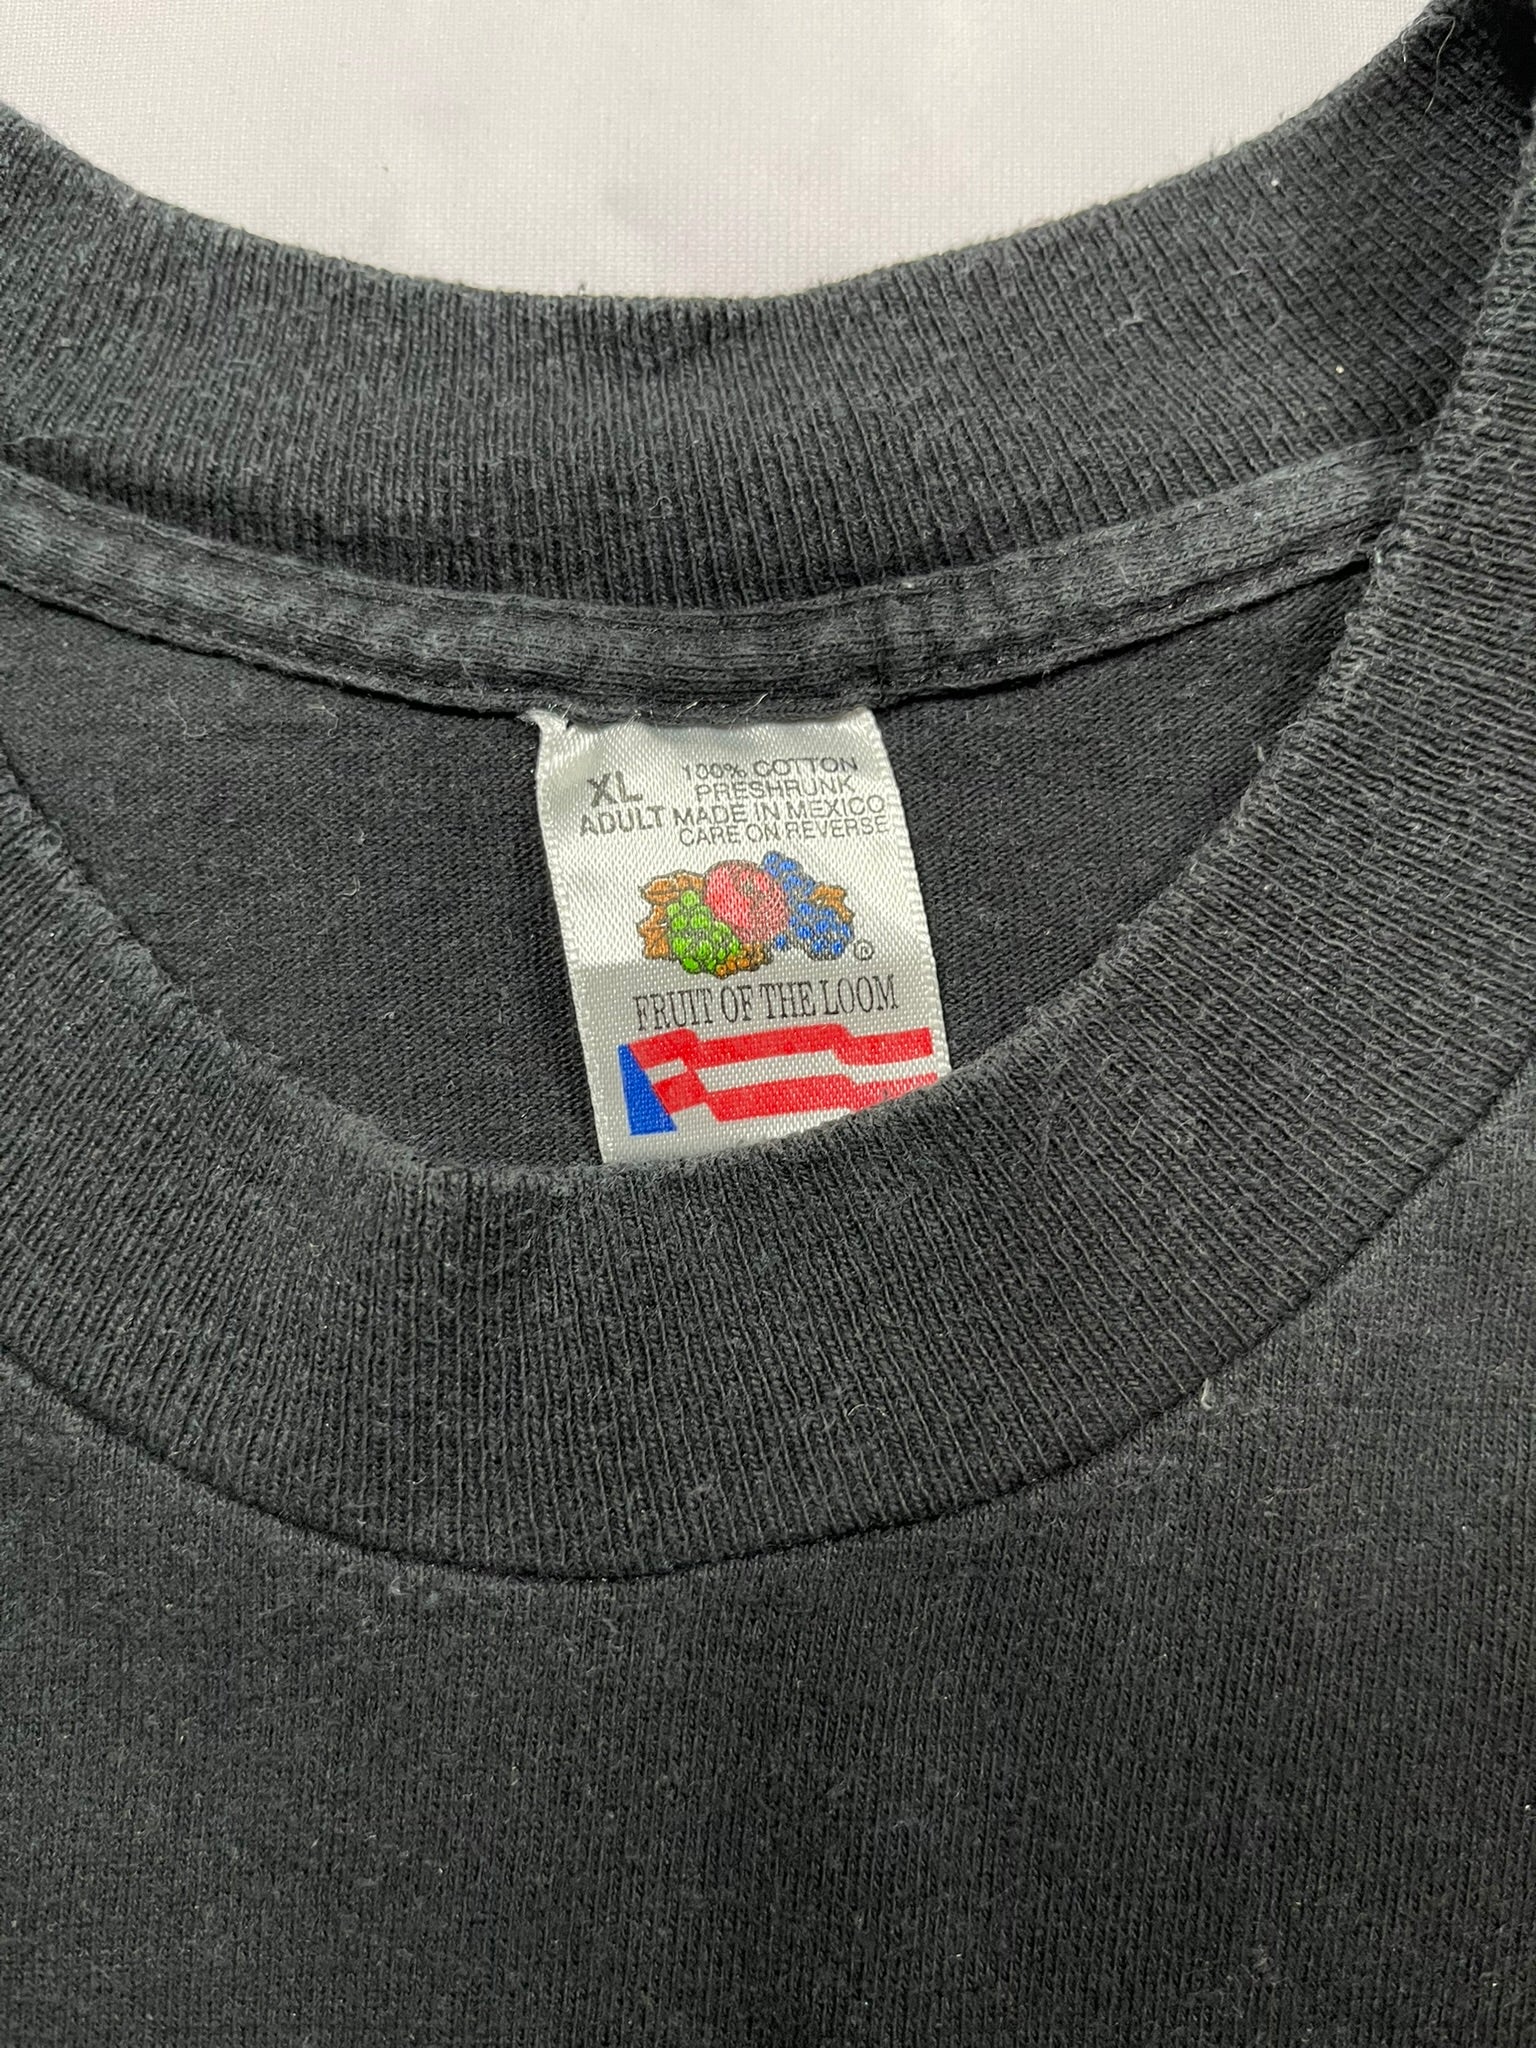 XL
ADULT
100% COTTON
PRESHRUNK
MADE IN MEXICO
CARE ON REVERSE
®
FRUIT OF THE LOOM